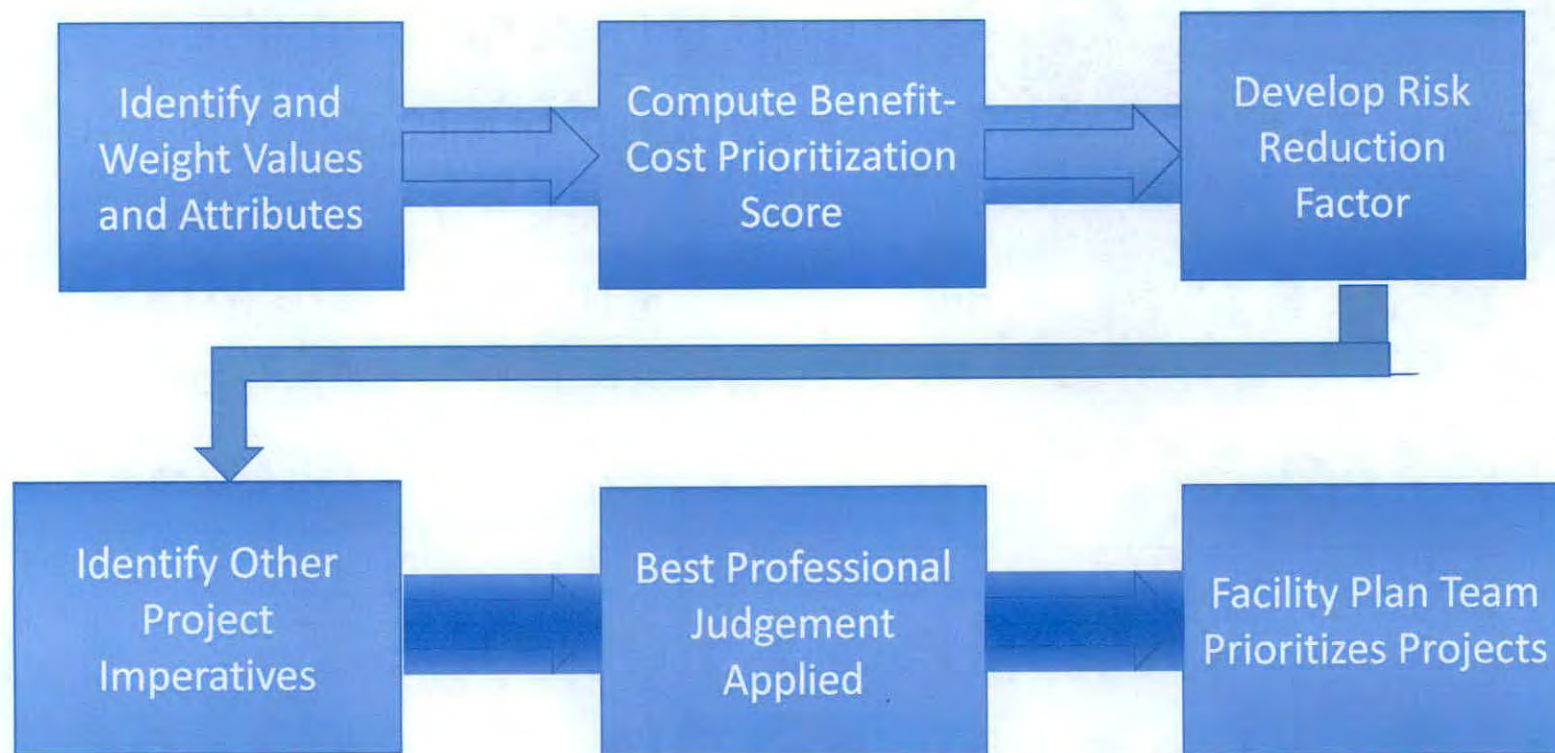 Identify and
Weight Values
and Attributes
Compute Benefit-
Cost Prioritization
Score
Develop Risk
Reduction
Factor
Identify Other
Project
Imperatives
Best Professional
Judgement
Applied
Facility Plan Team
Prioritizes Projects